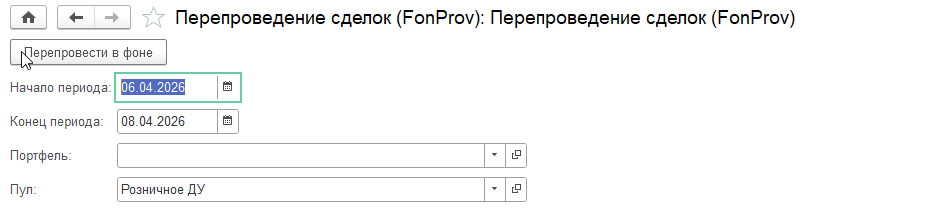 Перепроведение сделок (FonProv): Перепроведение сделок (FonProv)
Перепровести в фоне
Начало периода: 06.04.2026
Конец периода: 08.04.2026
Портфель:
Пул: Розничное ДУ